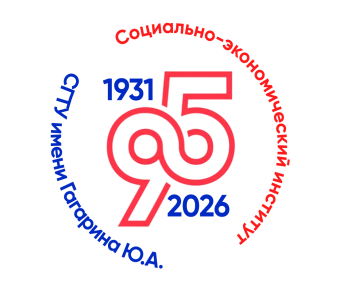 Социально-экономический институт
1931
95
2026
СГТУ имени Гагарина Ю.А.